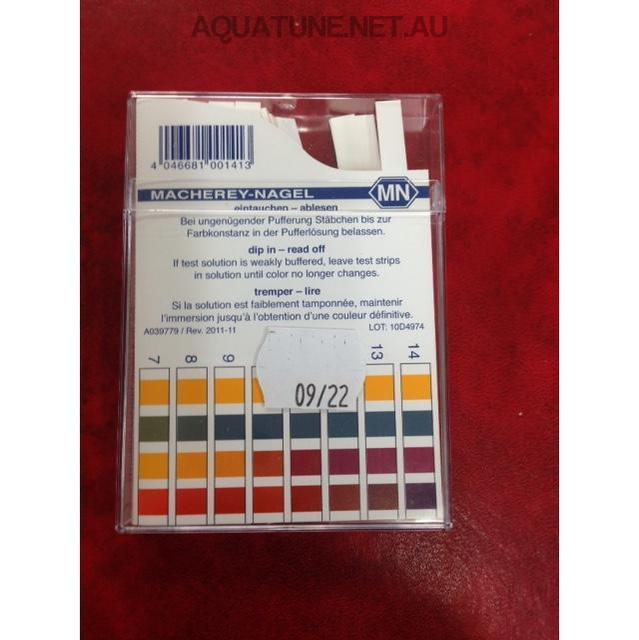 AQUATUNE.NET.AU
4 046681 001413
MACHEREY-NAGEL MN
eintauchen – ablesen
Bei ungenügender Pufferung Stäbchen bis zur
Farbkonstanz in der Pufferlösung belassen.
dip in – read off
If test solution is weakly buffered, leave test strips
in solution until color no longer changes.
tremper – lire
Si la solution est faiblement tamponnée, maintenir
l'immersion jusqu'à l'obtention d'une couleur définitive.
A039779 / Rev. 2011-11 LOT: 10D4974
7 8 9 13 14
09/22